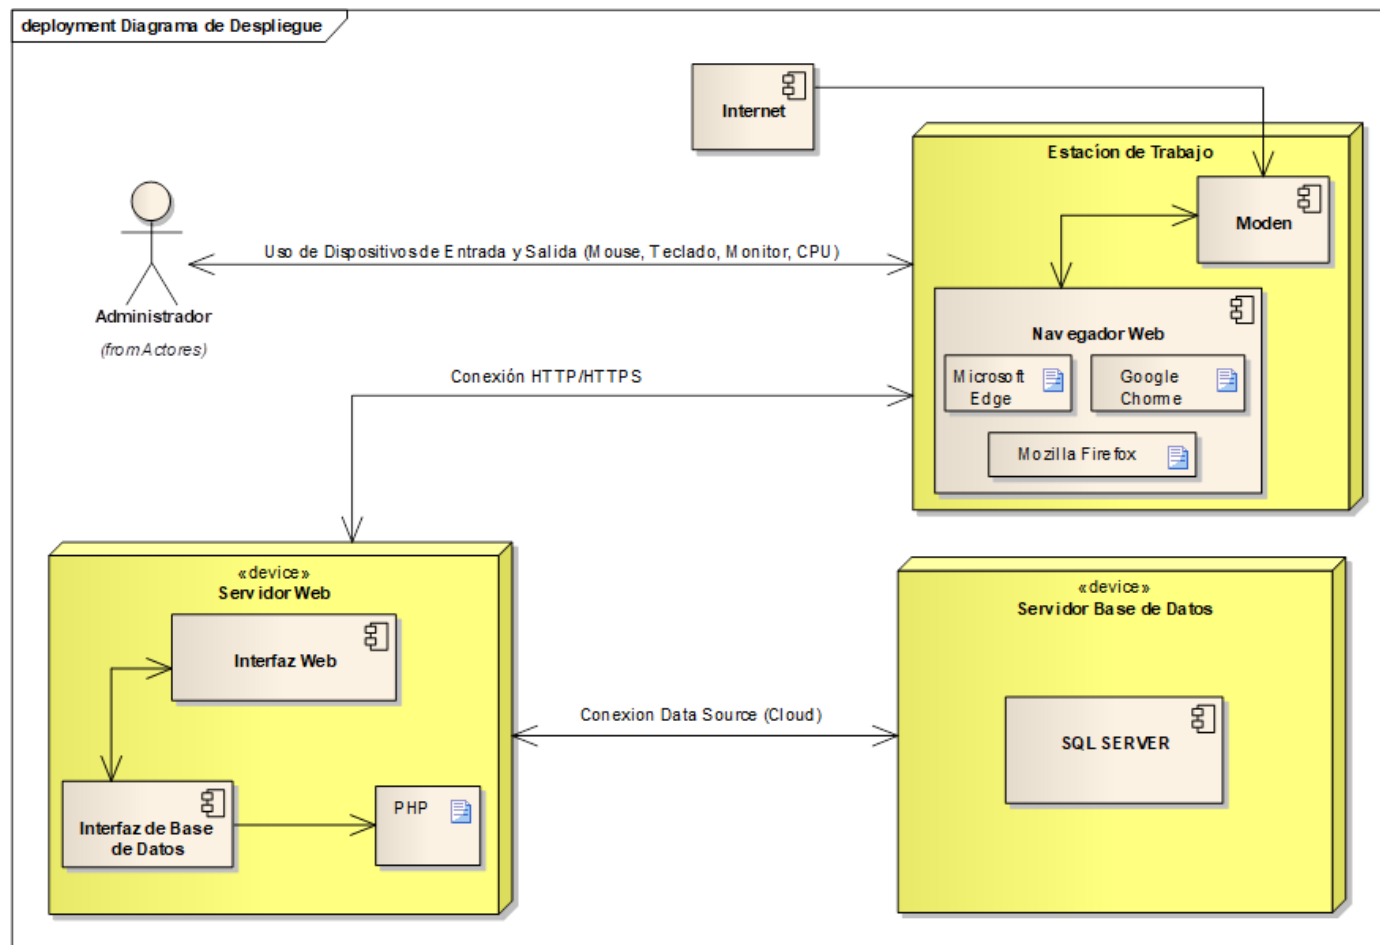 deployment Diagrama de Despliegue
Internet
Estacíon de Trabajo
Moden
Uso de Dispositivos de Entrada y Salida (Mouse, Teclado, Monitor, CPU)
Administrador
(from Actores)
Navegador Web
Microsoft
Edge
Google
Chorme
Mozilla Firefox
Conexión HTTP/HTTPS
«device»
Servidor Web
Interfaz Web
Interfaz de Base
de Datos
PHP
Conexion Data Source (Cloud)
«device»
Servidor Base de Datos
SQL SERVER